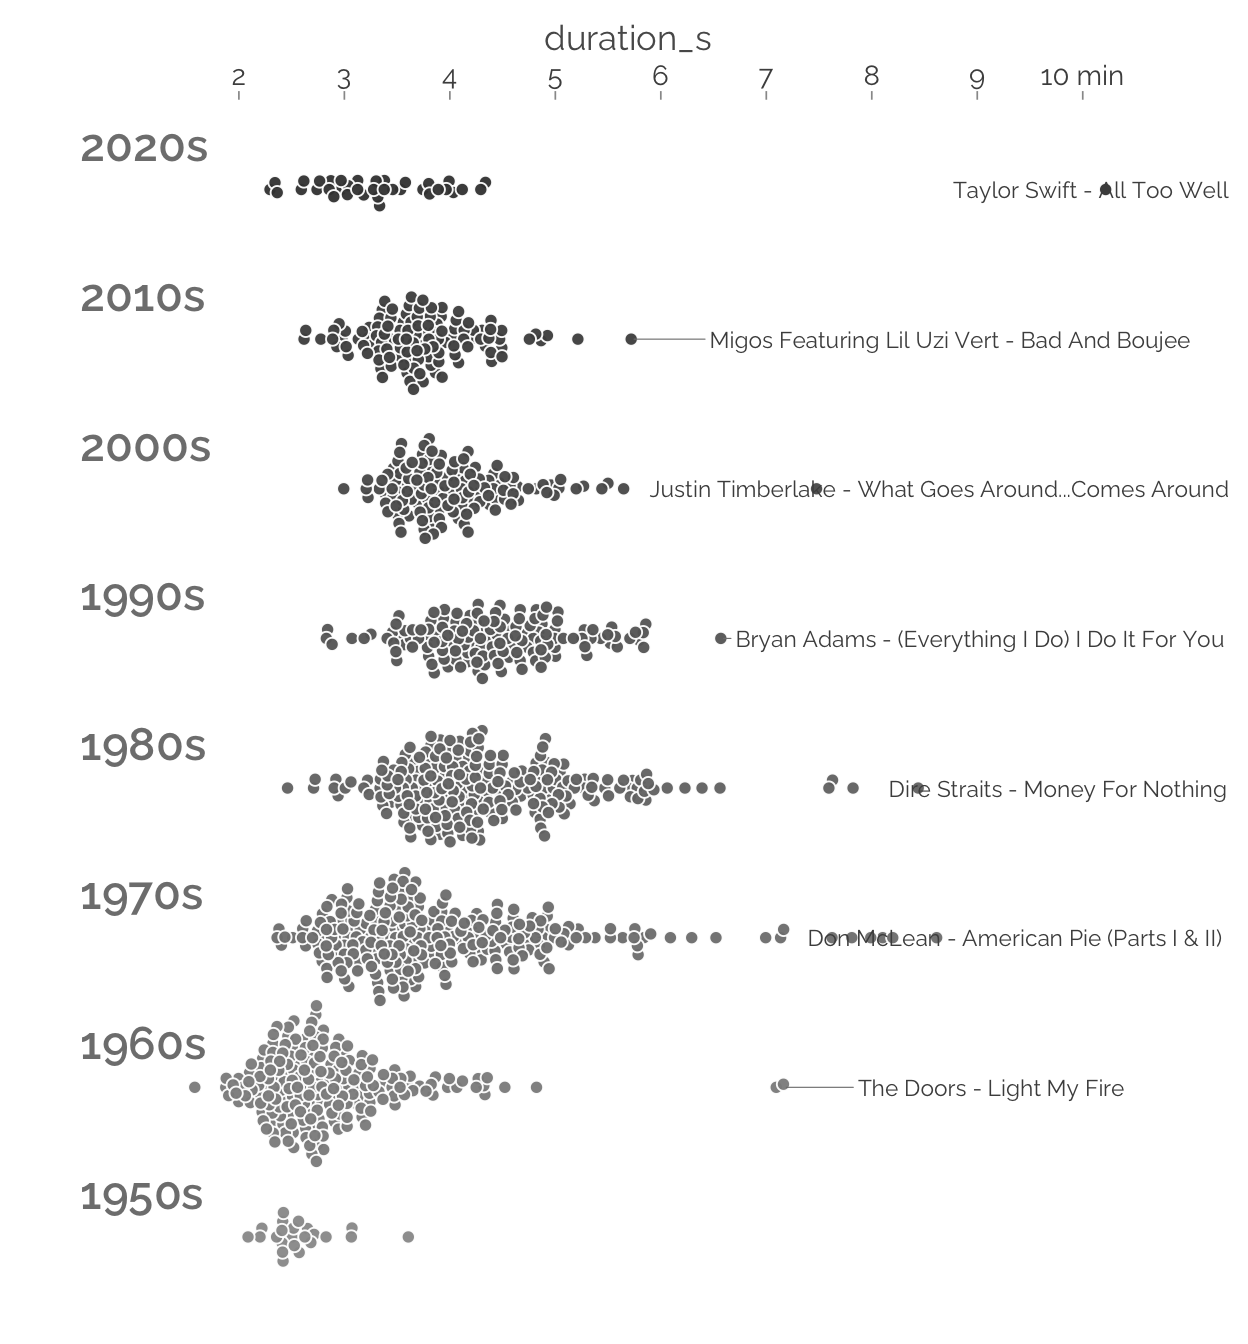 duration_s
2 3 4 5 6 7 8 9 10 min
2020s
Taylor Swift - All Too Well
2010s
Migos Featuring Lil Uzi Vert - Bad And Boujee
2000s
Justin Timberlake - What Goes Around...Comes Around
1990s
Bryan Adams - (Everything I Do) I Do It For You
1980s
Dire Straits - Money For Nothing
1970s
Don McLean - American Pie (Parts I & II)
1960s
The Doors - Light My Fire
1950s